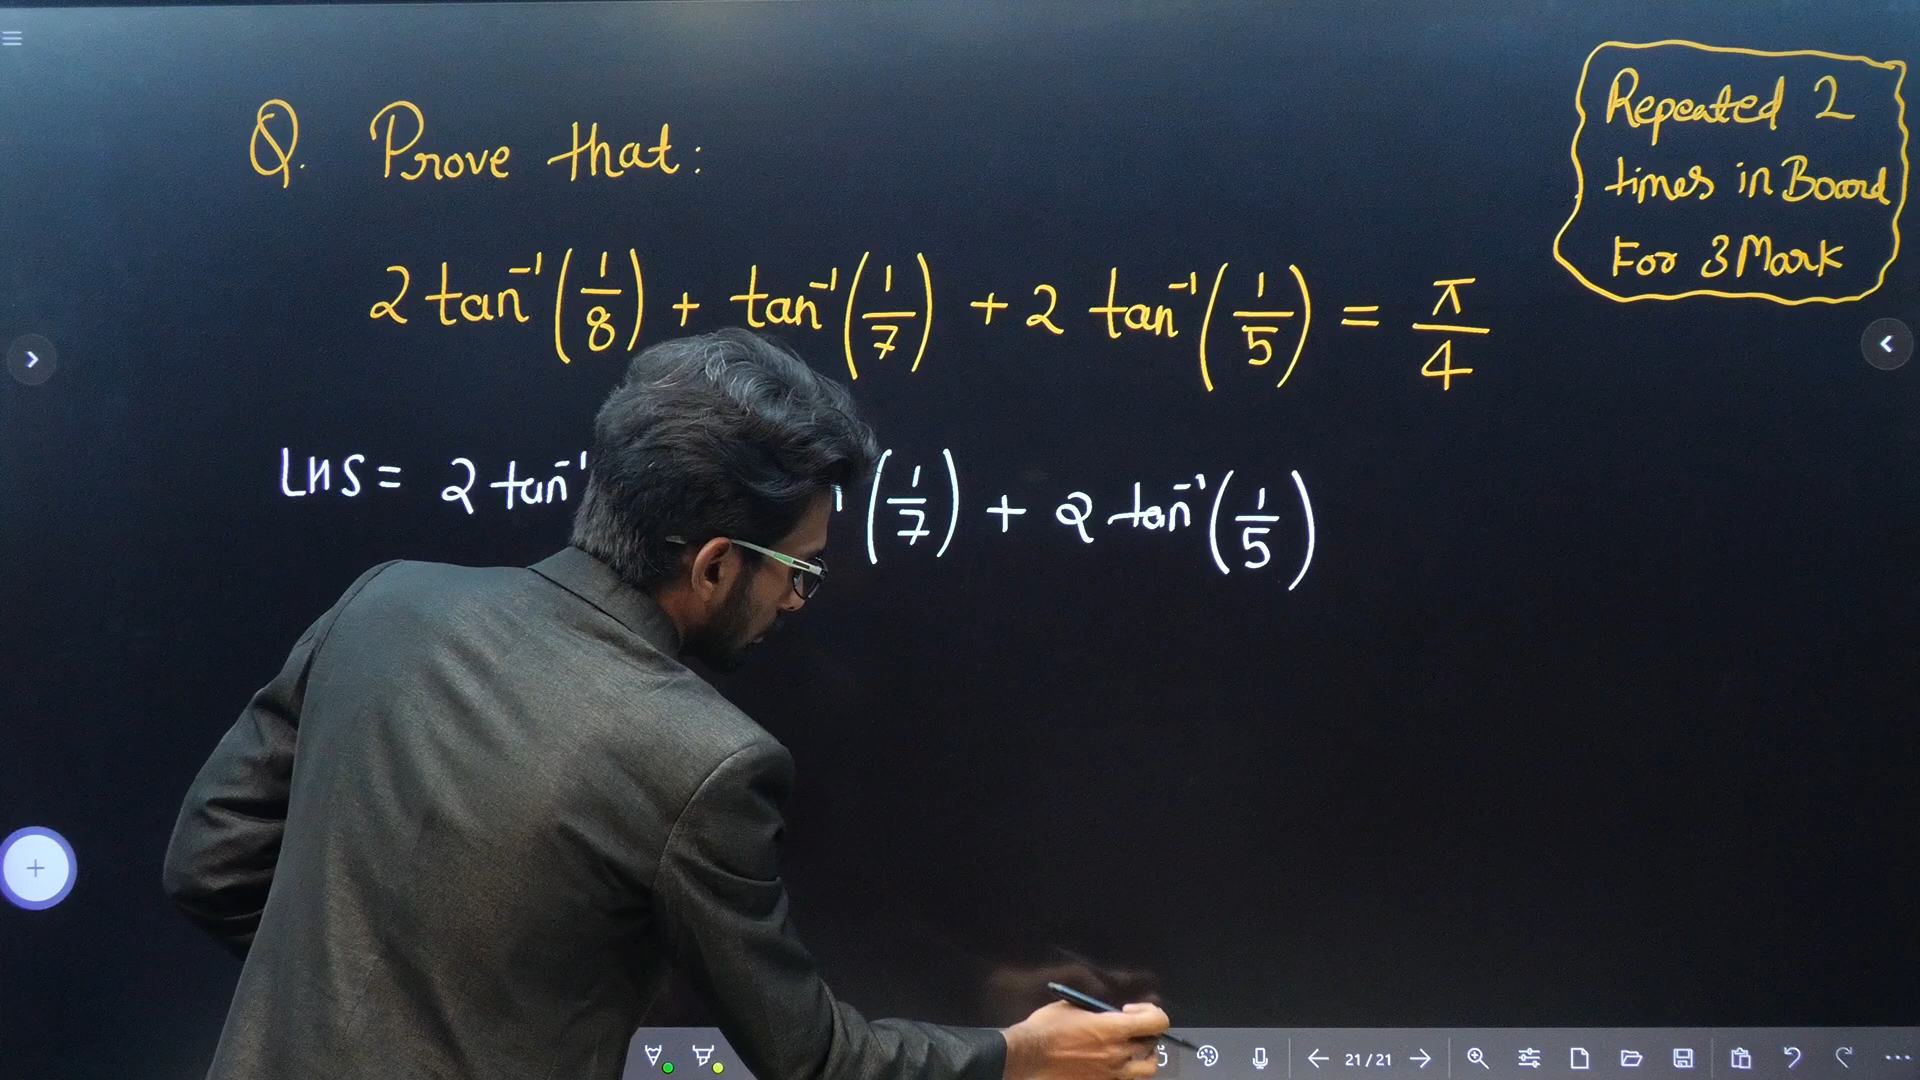 Q. Prove that:
Repeated 2
times in Board
For 3 Mark
2 tan⁻¹(1/8) + tan⁻¹(1/7) + 2 tan⁻¹(1/5) = π/4
LHS = 2 tan⁻¹ (1/7) + 2 tan⁻¹(1/5)
21/21